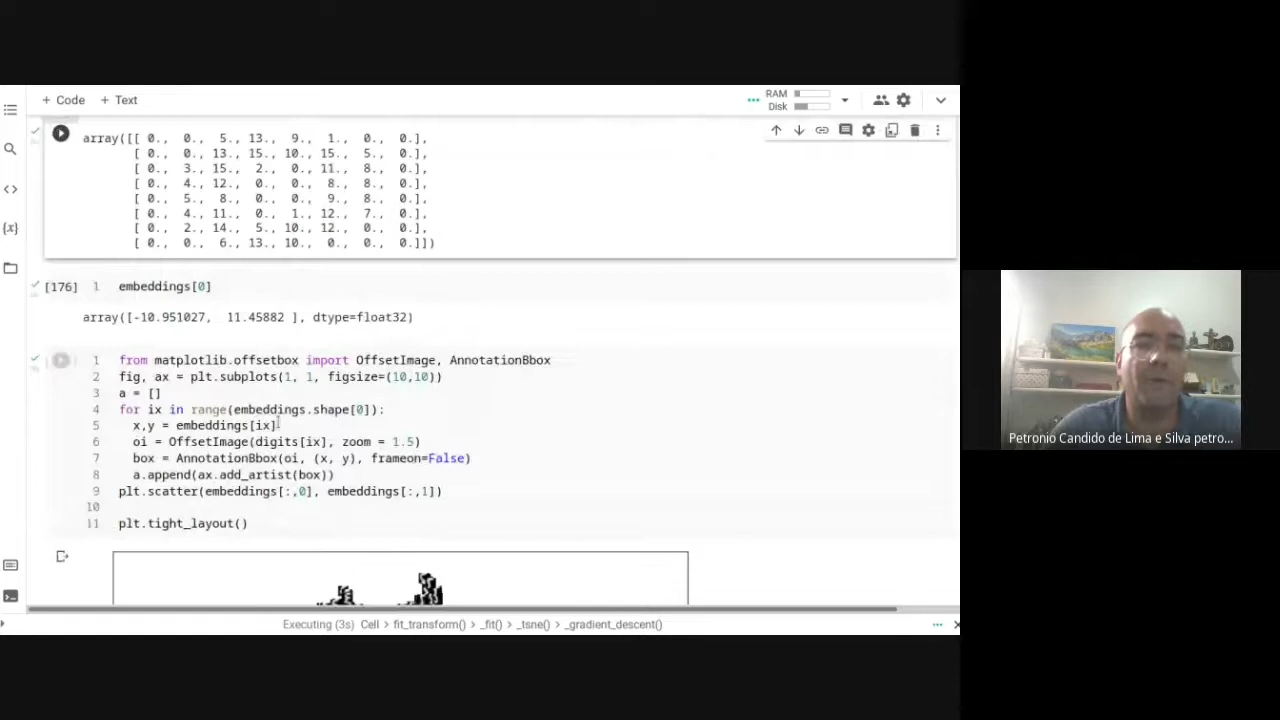 + Code + Text
RAM
Disk
array([[ 0., 0., 5., 13., 9., 1., 0., 0.],
[ 0., 0., 13., 15., 10., 15., 5., 0.],
[ 0., 3., 15., 2., 0., 11., 8., 0.],
[ 0., 4., 12., 0., 0., 8., 8., 0.],
[ 0., 5., 8., 0., 0., 9., 8., 0.],
[ 0., 4., 11., 0., 1., 12., 7., 0.],
[ 0., 2., 14., 5., 10., 12., 0., 0.],
[ 0., 0., 6., 13., 10., 0., 0., 0.]])
[176] 1 embeddings[0]
array([-10.951027, 11.45882 ], dtype=float32)
1 from matplotlib.offsetbox import OffsetImage, AnnotationBbox
2 fig, ax = plt.subplots(1, 1, figsize=(10,10))
3 a = []
4 for ix in range(embeddings.shape[0]):
5 x,y = embeddings[ix]
6 oi = OffsetImage(digits[ix], zoom = 1.5)
7 box = AnnotationBbox(oi, (x, y), frameon=False)
8 a.append(ax.add_artist(box))
9 plt.scatter(embeddings[:,0], embeddings[:,1])
10
11 plt.tight_layout()
Executing (3s) Cell > fit_transform() > _fit() > _tsne() > _gradient_descent()
Petronio Candido de Lima e Silva petro...